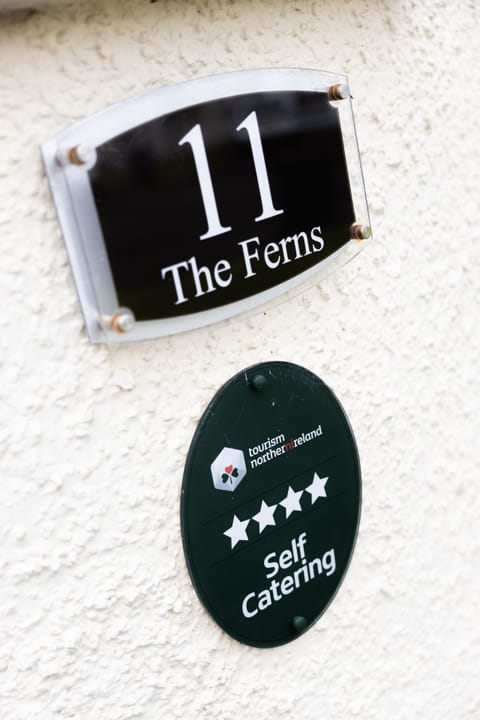 11
The Ferns
tourism
northernireland
Self
Catering